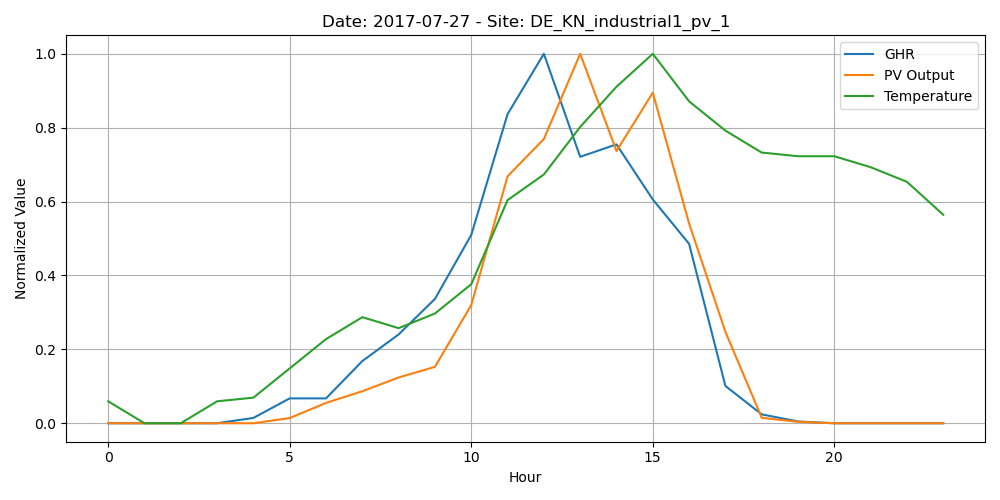 Date: 2017-07-27 - Site: DE_KN_industrial1_pv_1
GHR
PV Output
Temperature
Normalized Value
1.0
0.8
0.6
0.4
0.2
0.0
0 5 10 15 20
Hour